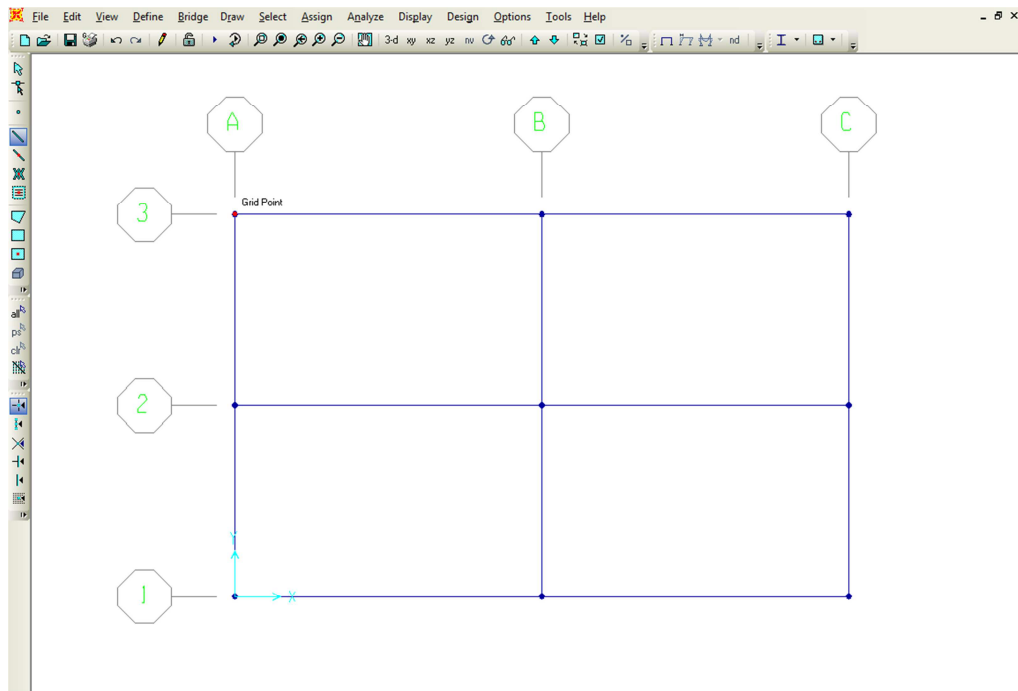 File Edit View Define Bridge Draw Select Assign Analyze Display Design Options Tools Help
3-d xy xz yz nv nd
A B C
Grid Point
3
all
ps
clr
2
Y
1
X